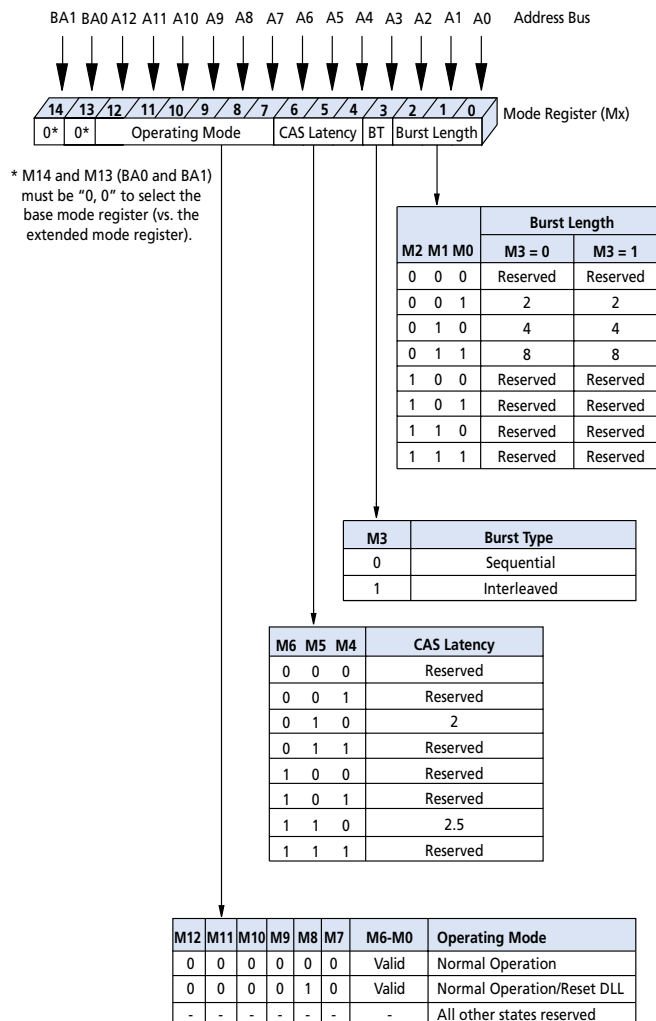 BA1 BA0 A12 A11 A10 A9 A8 A7 A6 A5 A4 A3 A2 A1 A0 Address Bus
14 13 12 11 10 9 8 7 6 5 4 3 2 1 0 Mode Register (Mx)
0* 0* Operating Mode CAS Latency BT Burst Length
* M14 and M13 (BA0 and BA1)
must be “0, 0” to select the
base mode register (vs. the
extended mode register).
Burst Length
M2 M1 M0 M3 = 0 M3 = 1
0 0 0 Reserved Reserved
0 0 1 2 2
0 1 0 4 4
0 1 1 8 8
1 0 0 Reserved Reserved
1 0 1 Reserved Reserved
1 1 0 Reserved Reserved
1 1 1 Reserved Reserved
M3 Burst Type
0 Sequential
1 Interleaved
M6 M5 M4 CAS Latency
0 0 0 Reserved
0 0 1 Reserved
0 1 0 2
0 1 1 Reserved
1 0 0 Reserved
1 0 1 Reserved
1 1 0 2.5
1 1 1 Reserved
M12 M11 M10 M9 M8 M7 M6-M0 Operating Mode
0 0 0 0 0 0 Valid Normal Operation
0 0 0 0 1 0 Valid Normal Operation/Reset DLL
- - - - - - - All other states reserved